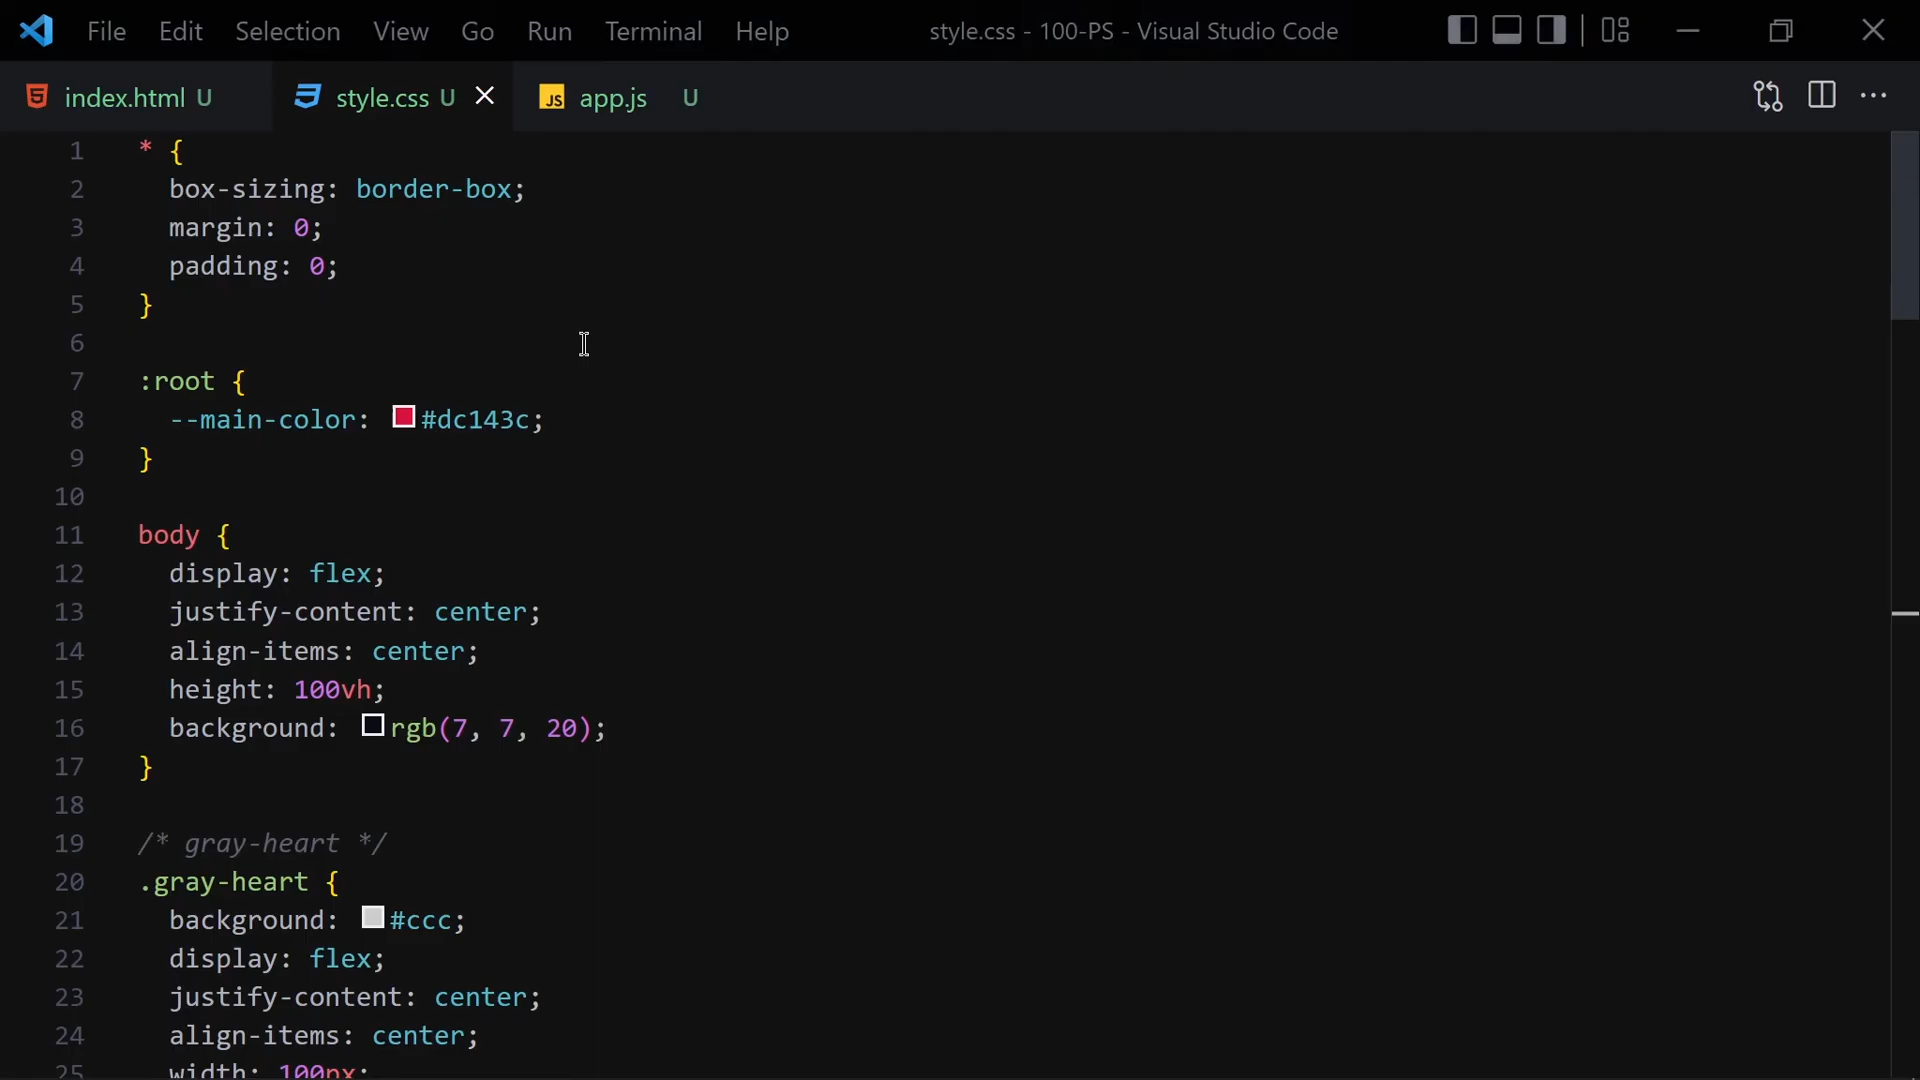 File Edit Selection View Go Run Terminal Help style.css - 100-PS - Visual Studio Code
index.html U style.css U JS app.js U
1 * {
2 box-sizing: border-box;
3 margin: 0;
4 padding: 0;
5 }
6
7 :root {
8 --main-color: #dc143c;
9 }
10
11 body {
12 display: flex;
13 justify-content: center;
14 align-items: center;
15 height: 100vh;
16 background: rgb(7, 7, 20);
17 }
18
19 /* gray-heart */
20 .gray-heart {
21 background: #ccc;
22 display: flex;
23 justify-content: center;
24 align-items: center;
25 width: 100px;